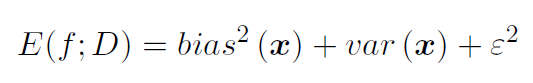 E(f; D) = bias² (x) + var (x) + ε²